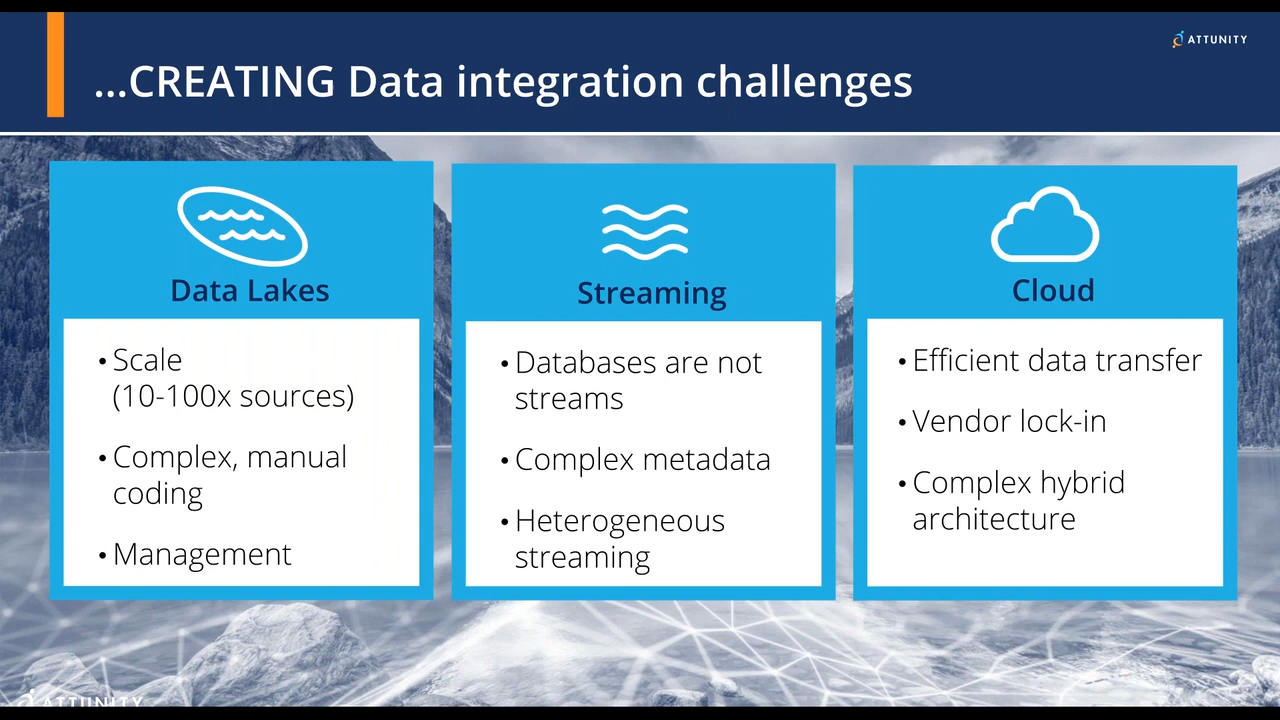 ATTUNITY
...CREATING Data integration challenges
Data Lakes
• Scale
(10-100x sources)
• Complex, manual
coding
• Management
Streaming
• Databases are not
streams
• Complex metadata
• Heterogeneous
streaming
Cloud
• Efficient data transfer
• Vendor lock-in
• Complex hybrid
architecture
ATTUNITY